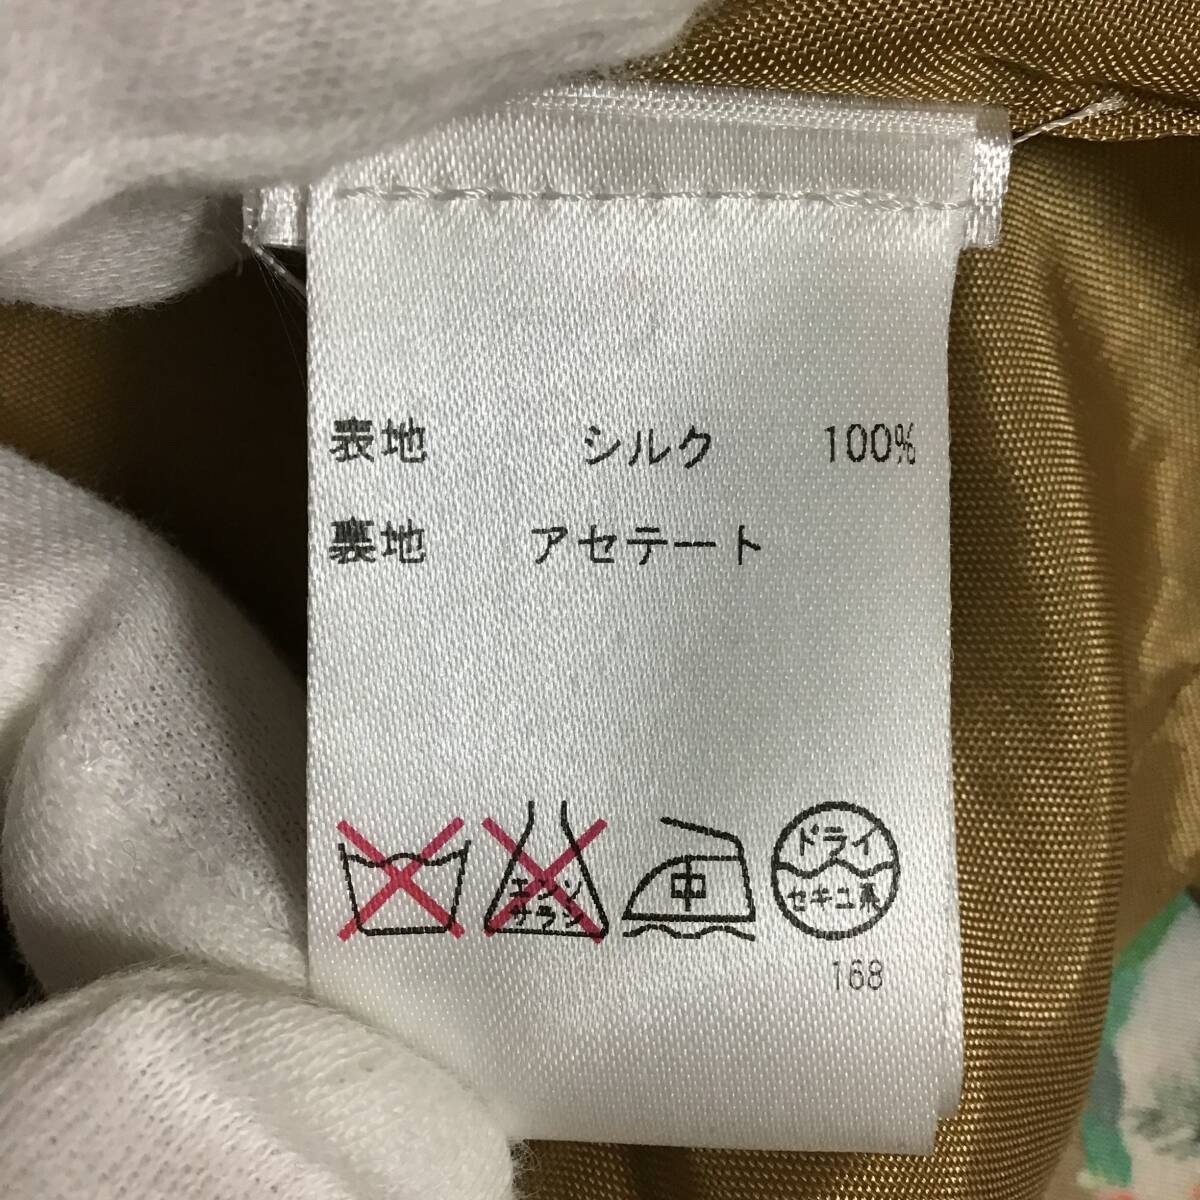 表地 シルク 100%
裏地 アセテート
エンソ
サラシ
中
ドライ
セキユ系
168